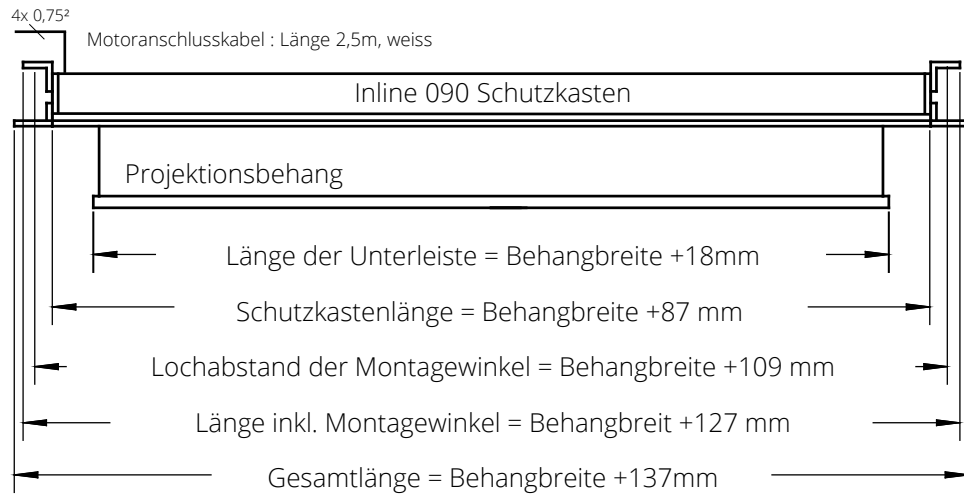 4x 0,75²
Motoranschlusskabel : Länge 2,5m, weiss
Inline 090 Schutzkasten
Projektionsbehang
Länge der Unterleiste = Behangbreite +18mm
Schutzkastenlänge = Behangbreite +87 mm
Lochabstand der Montagewinkel = Behangbreite +109 mm
Länge inkl. Montagewinkel = Behangbreit +127 mm
Gesamtlänge = Behangbreite +137mm